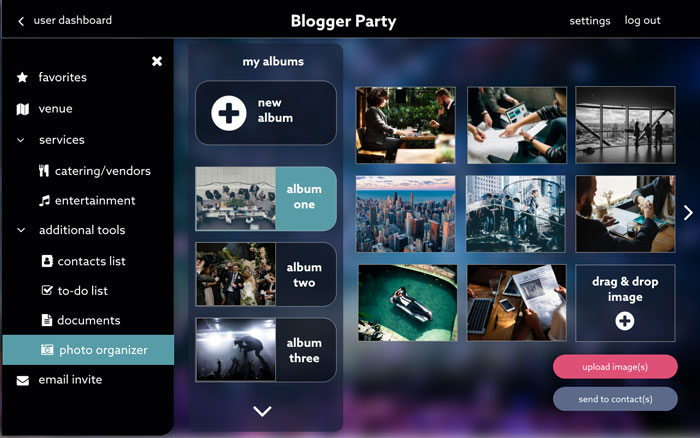 user dashboard
Blogger Party
settings
log out
favorites
venue
services
catering/vendors
entertainment
additional tools
contacts list
to-do list
documents
photo organizer
email invite
my albums
new
album
album
one
album
two
album
three
drag & drop
image
upload image(s)
send to contact(s)